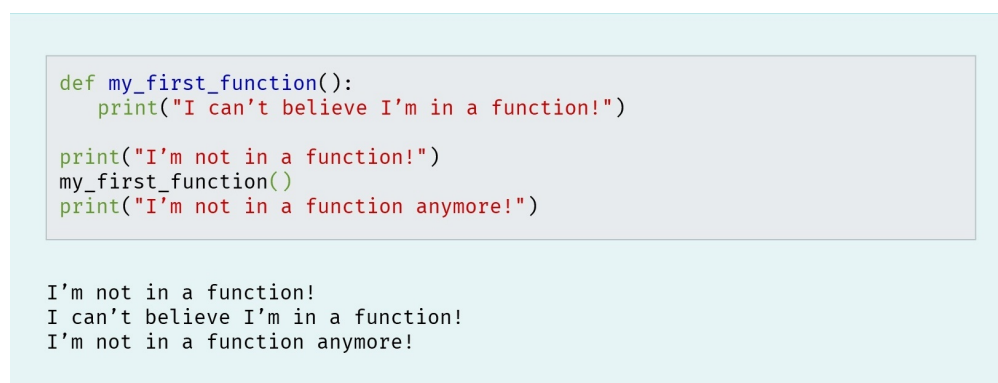 def my_first_function():
print("I can’t believe I’m in a function!")
print("I’m not in a function!")
my_first_function()
print("I’m not in a function anymore!")
I’m not in a function!
I can’t believe I’m in a function!
I’m not in a function anymore!